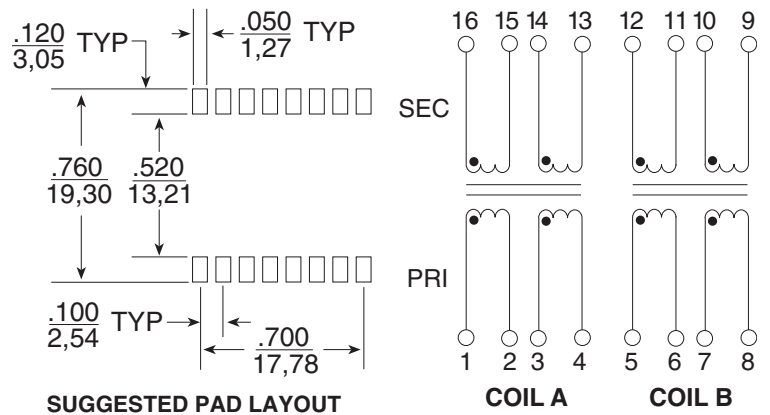 .120
3,05
TYP
.050
1,27
TYP
.760
19,30
.520
13,21
.100
2,54
TYP
.700
17,78
SUGGESTED PAD LAYOUT
16 15 14 13 12 11 10 9
SEC
PRI
1 2 3 4 5 6 7 8
COIL A COIL B